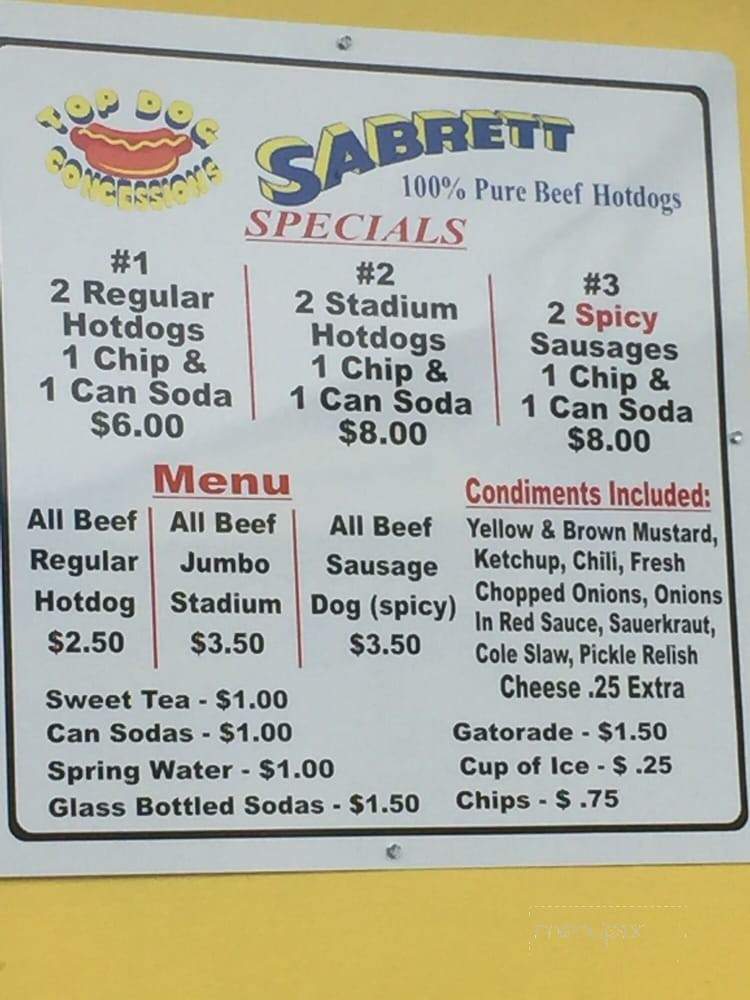 TOP DOG
CONCESSIONS
SABRETT
100% Pure Beef Hotdogs
SPECIALS
#1
2 Regular
Hotdogs
1 Chip &
1 Can Soda
$6.00
#2
2 Stadium
Hotdogs
1 Chip &
1 Can Soda
$8.00
#3
2 Spicy
Sausages
1 Chip &
1 Can Soda
$8.00
Menu
All Beef
Regular
Hotdog
$2.50
All Beef
Jumbo
Stadium
$3.50
All Beef
Sausage
Dog (spicy)
$3.50
Condiments Included:
Yellow & Brown Mustard,
Ketchup, Chili, Fresh
Chopped Onions, Onions
In Red Sauce, Sauerkraut,
Cole Slaw, Pickle Relish
Cheese .25 Extra
Sweet Tea - $1.00
Can Sodas - $1.00
Spring Water - $1.00
Glass Bottled Sodas - $1.50
Gatorade - $1.50
Cup of Ice - $ .25
Chips - $ .75
menupix